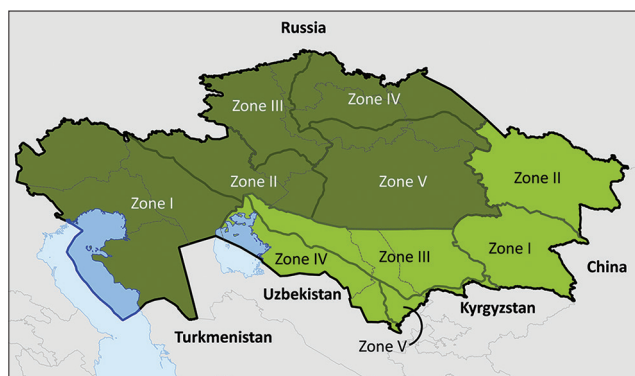 Russia
Zone III
Zone IV
Zone I
Zone II
Zone V
Zone II
Zone IV
Zone III
Zone I
China
Uzbekistan
Kyrgyzstan
Turkmenistan
Zone V